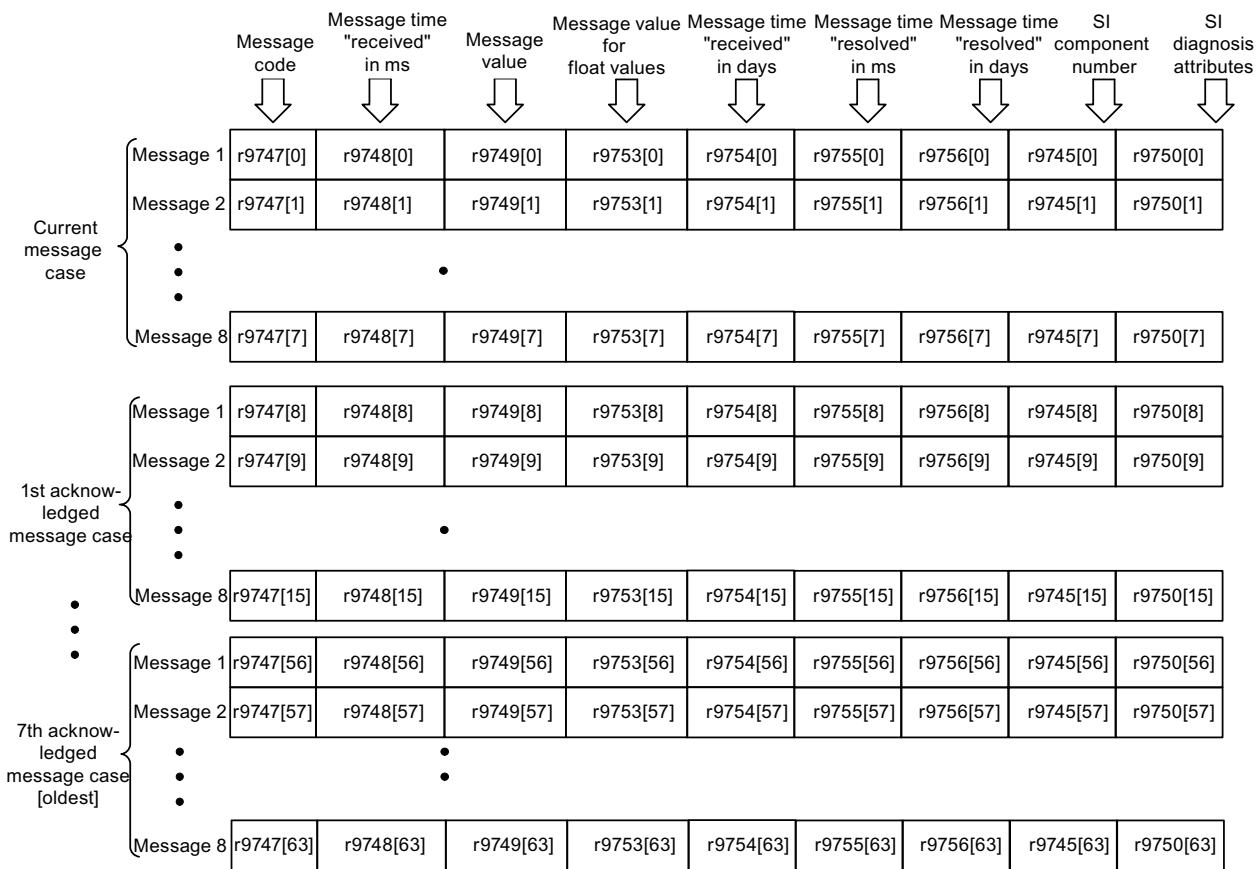 Message
code
Message time
"received"
in ms
Message
value
Message value
for
float values
Message time
"received"
in days
Message time
"resolved"
in ms
Message time
"resolved"
in days
SI
component
number
SI
diagnosis
attributes
Current
message
case
Message 1 r9747[0] r9748[0] r9749[0] r9753[0] r9754[0] r9755[0] r9756[0] r9745[0] r9750[0]
Message 2 r9747[1] r9748[1] r9749[1] r9753[1] r9754[1] r9755[1] r9756[1] r9745[1] r9750[1]
Message 8 r9747[7] r9748[7] r9749[7] r9753[7] r9754[7] r9755[7] r9756[7] r9745[7] r9750[7]
1st acknow-
ledged
message case
Message 1 r9747[8] r9748[8] r9749[8] r9753[8] r9754[8] r9755[8] r9756[8] r9745[8] r9750[8]
Message 2 r9747[9] r9748[9] r9749[9] r9753[9] r9754[9] r9755[9] r9756[9] r9745[9] r9750[9]
Message 8 r9747[15] r9748[15] r9749[15] r9753[15] r9754[15] r9755[15] r9756[15] r9745[15] r9750[15]
7th acknow-
ledged
message case
[oldest]
Message 1 r9747[56] r9748[56] r9749[56] r9753[56] r9754[56] r9755[56] r9756[56] r9745[56] r9750[56]
Message 2 r9747[57] r9748[57] r9749[57] r9753[57] r9754[57] r9755[57] r9756[57] r9745[57] r9750[57]
Message 8 r9747[63] r9748[63] r9749[63] r9753[63] r9754[63] r9755[63] r9756[63] r9745[63] r9750[63]